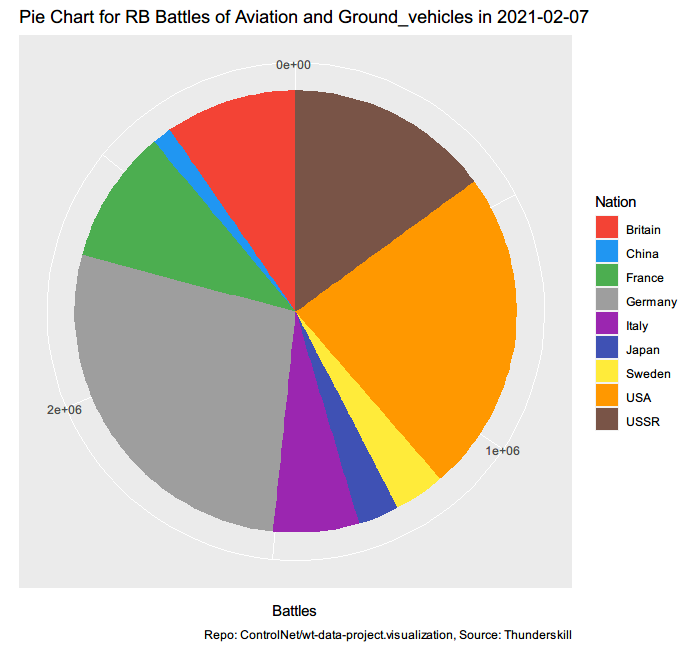 Pie Chart for RB Battles of Aviation and Ground_vehicles in 2021-02-07
0e+00
1e+06
2e+06
Nation
Britain
China
France
Germany
Italy
Japan
Sweden
USA
USSR
Battles
Repo: ControlNet/wt-data-project.visualization, Source: Thunderskill